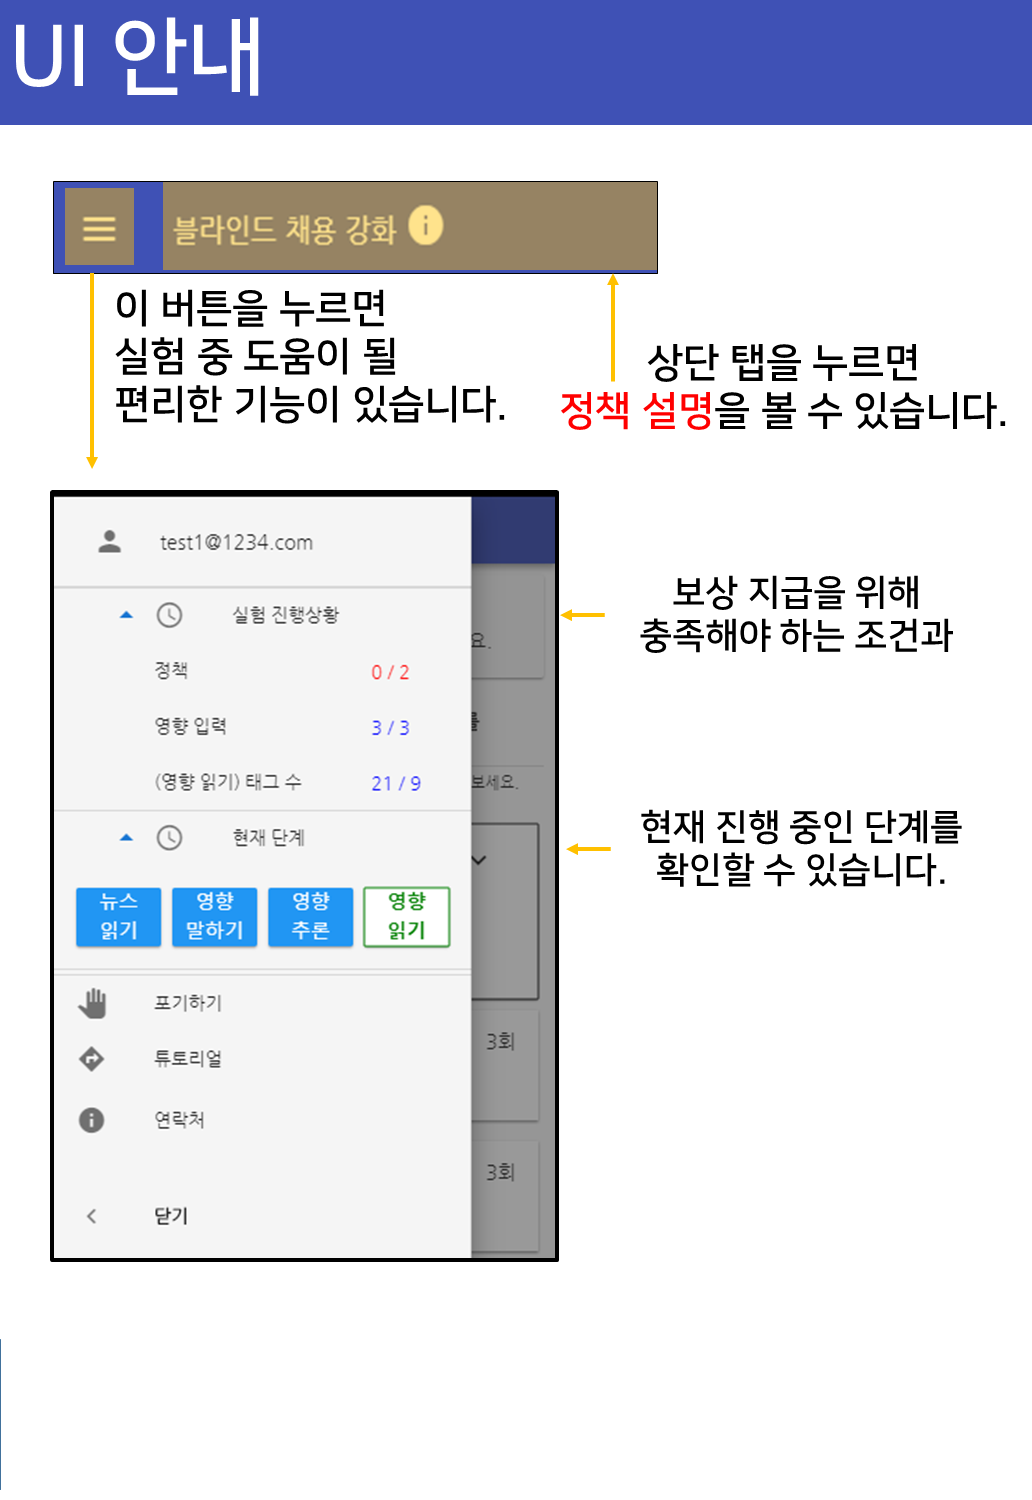 UI 안내
블라인드 채용 강화
이 버튼을 누르면
실험 중 도움이 될
편리한 기능이 있습니다.
상단 탭을 누르면
정책 설명을 볼 수 있습니다.
test1@1234.com
실험 진행상황
정책 0 / 2
영향 입력 3 / 3
(영향 읽기) 태그 수 21 / 9
현재 단계
뉴스 읽기
영향 말하기
영향 추론
영향 읽기
포기하기
튜토리얼
연락처
닫기
요.
를
보세요.
3회
3회
보상 지급을 위해
충족해야 하는 조건과
현재 진행 중인 단계를
확인할 수 있습니다.